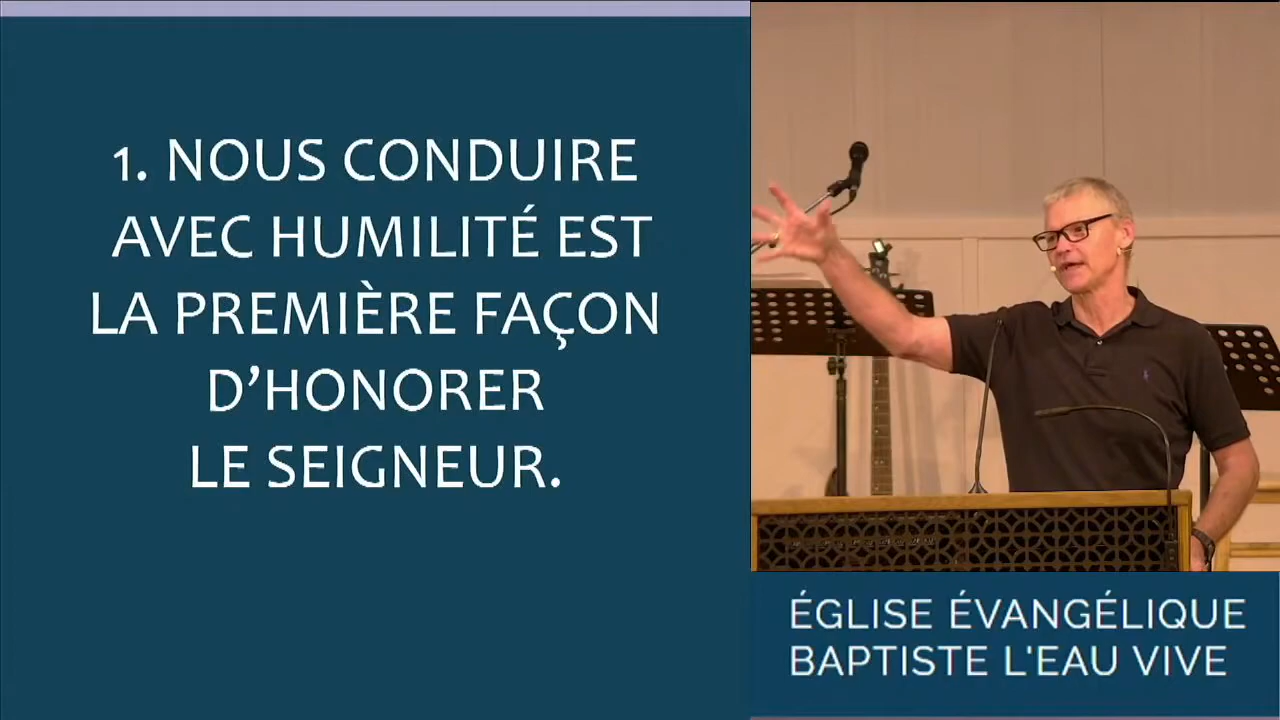 1. NOUS CONDUIRE
AVEC HUMILITÉ EST
LA PREMIÈRE FAÇON
D’HONORER
LE SEIGNEUR.
ÉGLISE ÉVANGÉLIQUE
BAPTISTE L'EAU VIVE